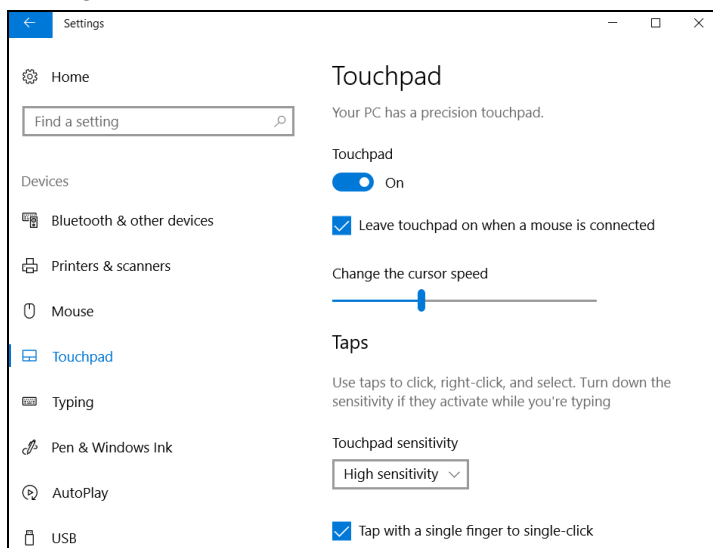 Settings
Home
Find a setting
Devices
Bluetooth & other devices
Printers & scanners
Mouse
Touchpad
Typing
Pen & Windows Ink
AutoPlay
USB
Touchpad
Your PC has a precision touchpad.
Touchpad
On
Leave touchpad on when a mouse is connected
Change the cursor speed
Taps
Use taps to click, right-click, and select. Turn down the
sensitivity if they activate while you're typing
Touchpad sensitivity
High sensitivity
Tap with a single finger to single-click